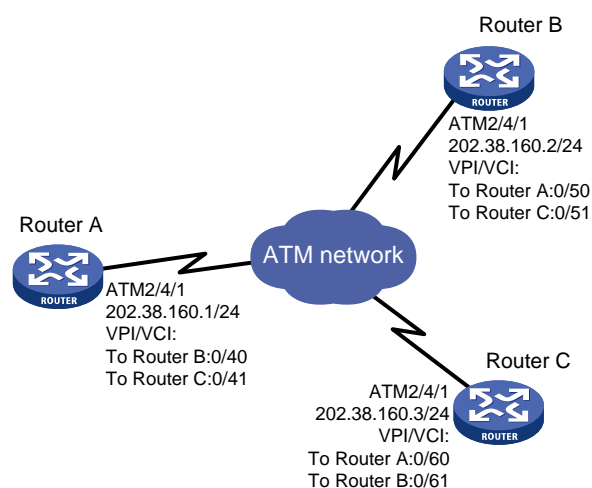 Router B
ROUTER
ATM2/4/1
202.38.160.2/24
VPI/VCI:
To Router A:0/50
To Router C:0/51
Router A
ROUTER
ATM2/4/1
202.38.160.1/24
VPI/VCI:
To Router B:0/40
To Router C:0/41
ATM network
Router C
ROUTER
ATM2/4/1
202.38.160.3/24
VPI/VCI:
To Router A:0/60
To Router B:0/61